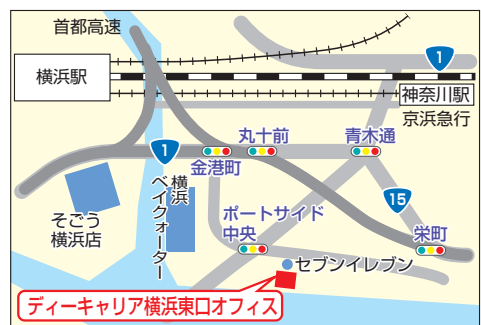 首都高速
1
横浜駅
神奈川駅
京浜急行
丸十前
青木通
1
金港町
横浜
ベイクォーター
そごう
横浜店
ポートサイド
中央
15
栄町
セブンイレブン
ディーキャリア横浜東口オフィス